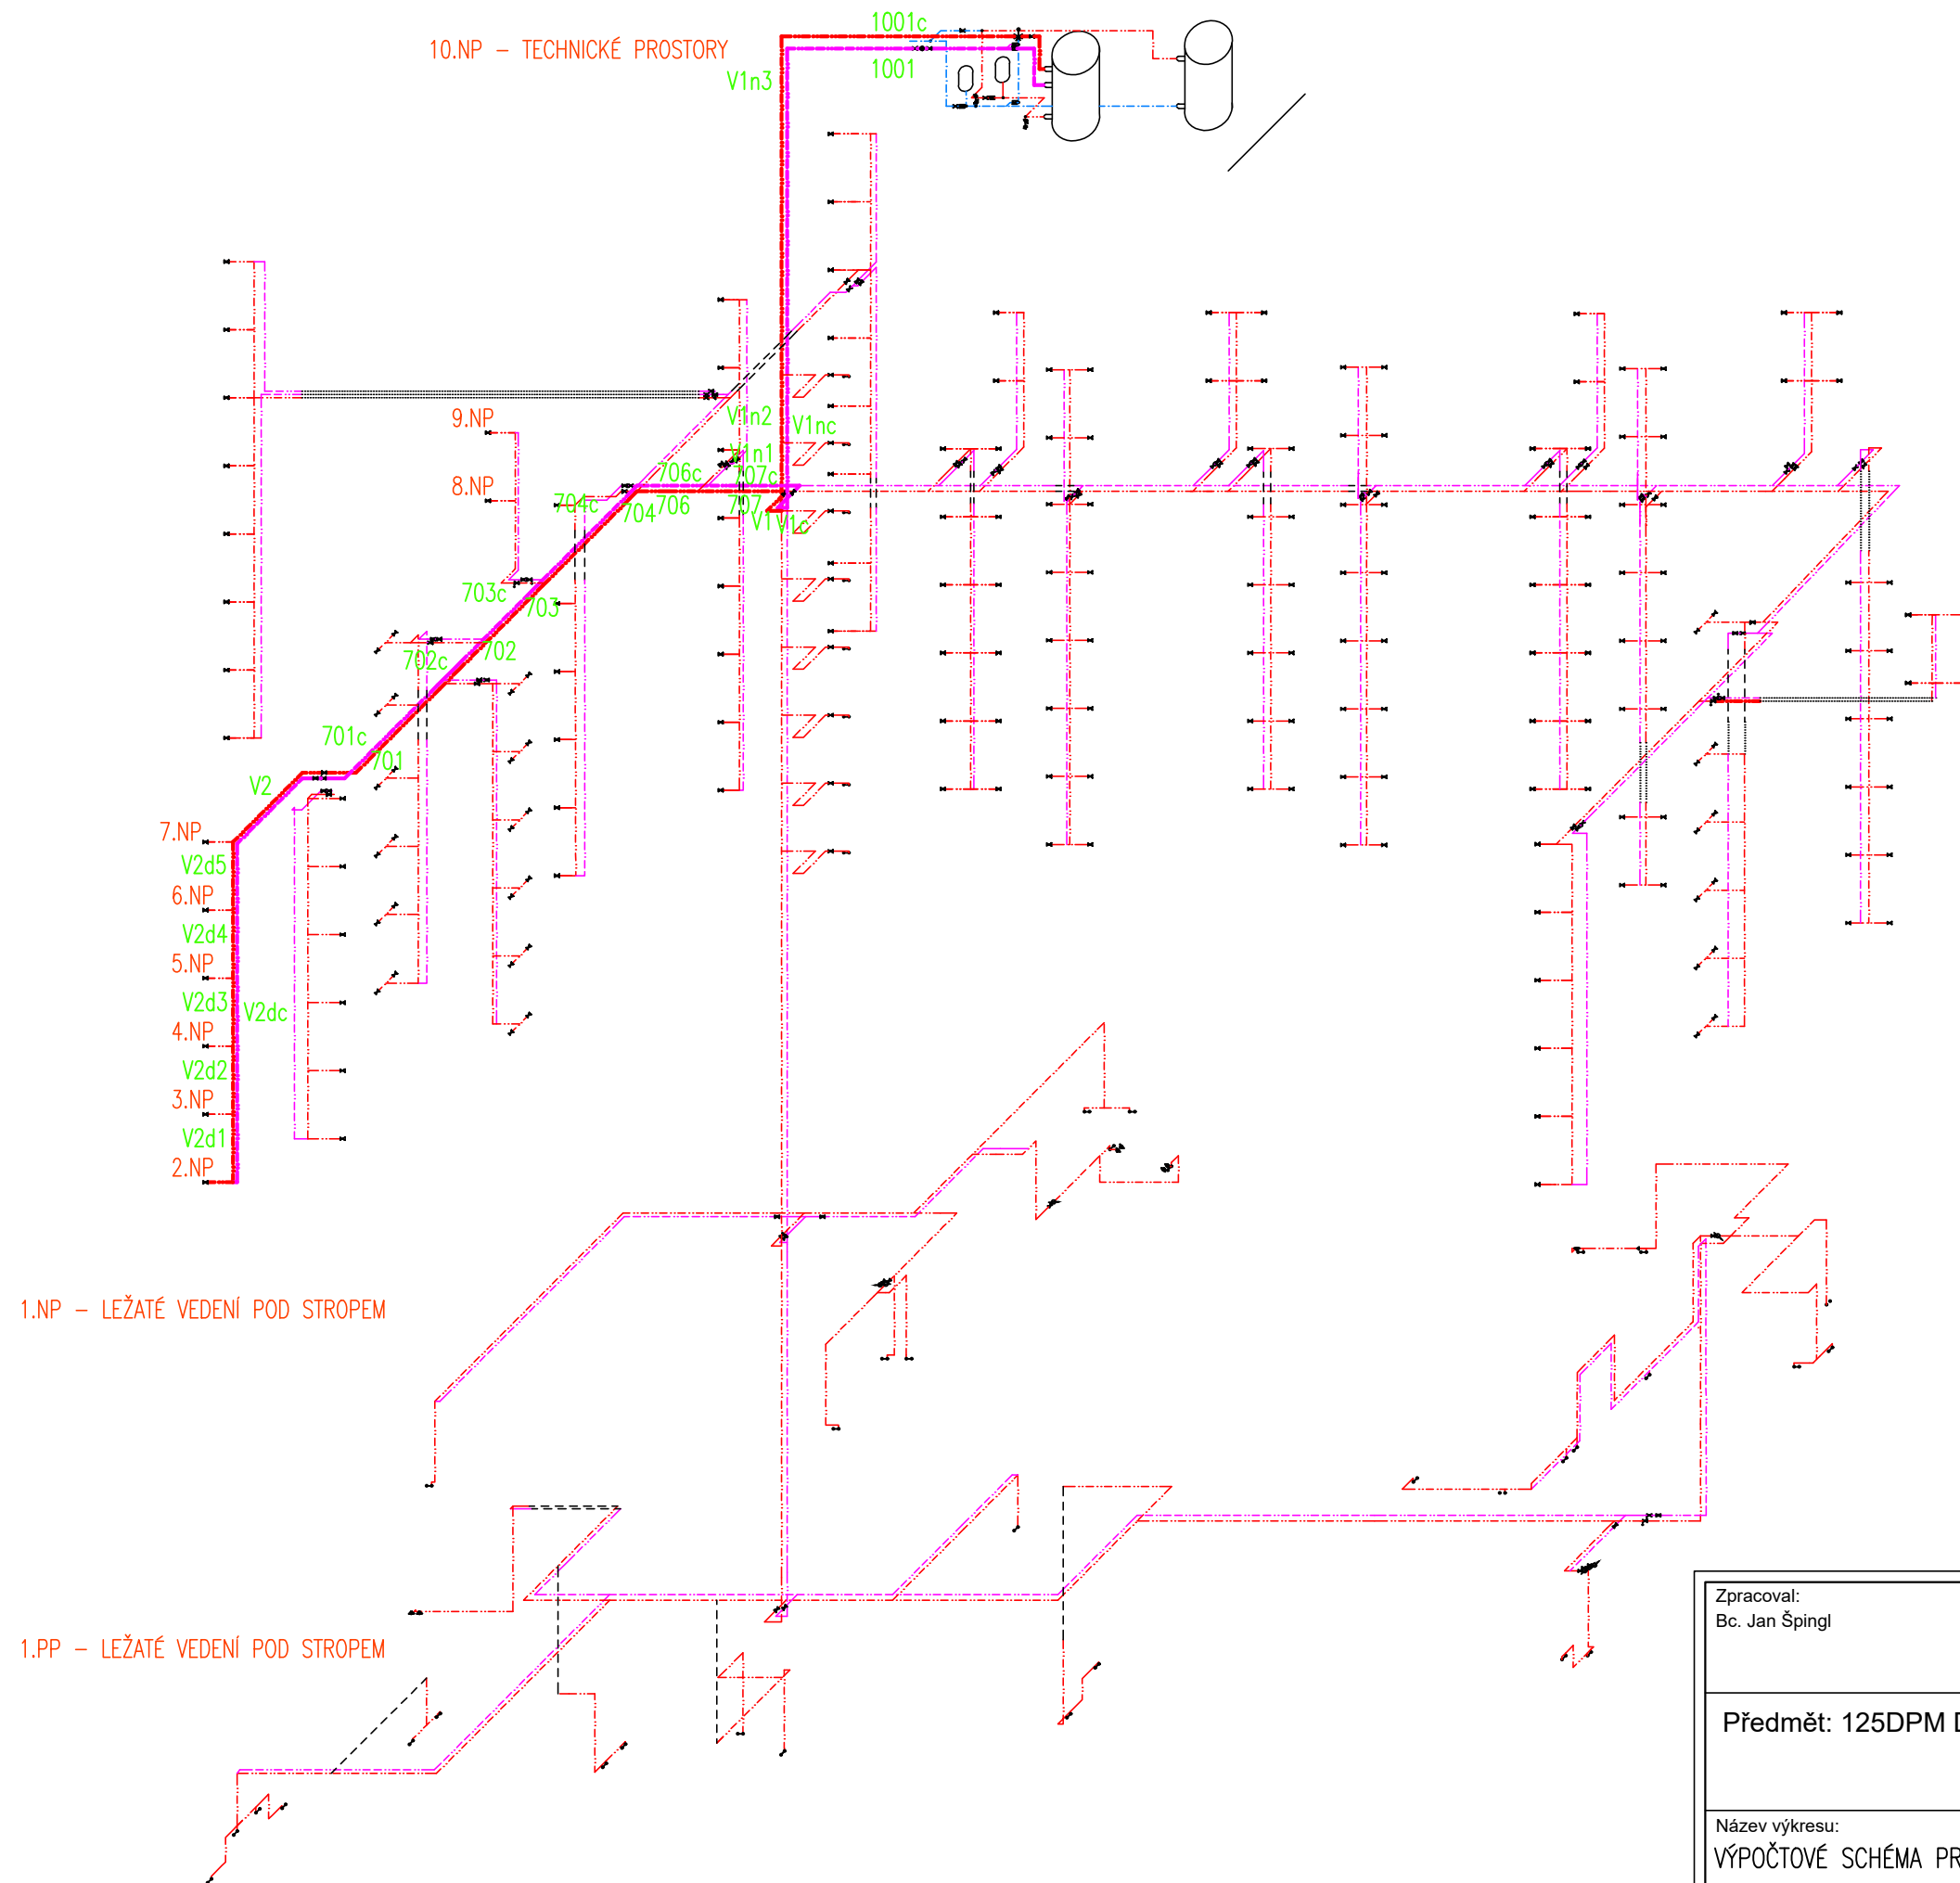 1001c
10.NP – TECHNICKÉ PROSTORY
1001
V1n3
9.NP
V1n2
V1nc
V1n1
706c
707c
8.NP
704c
704
706
707
V1
V1c
703c
703
702c
702
701c
701
V2
7.NP
V2d5
6.NP
V2d4
5.NP
V2d3
V2dc
4.NP
V2d2
3.NP
V2d1
2.NP
1.NP – LEŽATÉ VEDENÍ POD STROPEM
1.PP – LEŽATÉ VEDENÍ POD STROPEM
Zpracoval:
Bc. Jan Špingl
Předmět: 125DPM
Název výkresu:
VÝPOČTOVÉ SCHÉMA